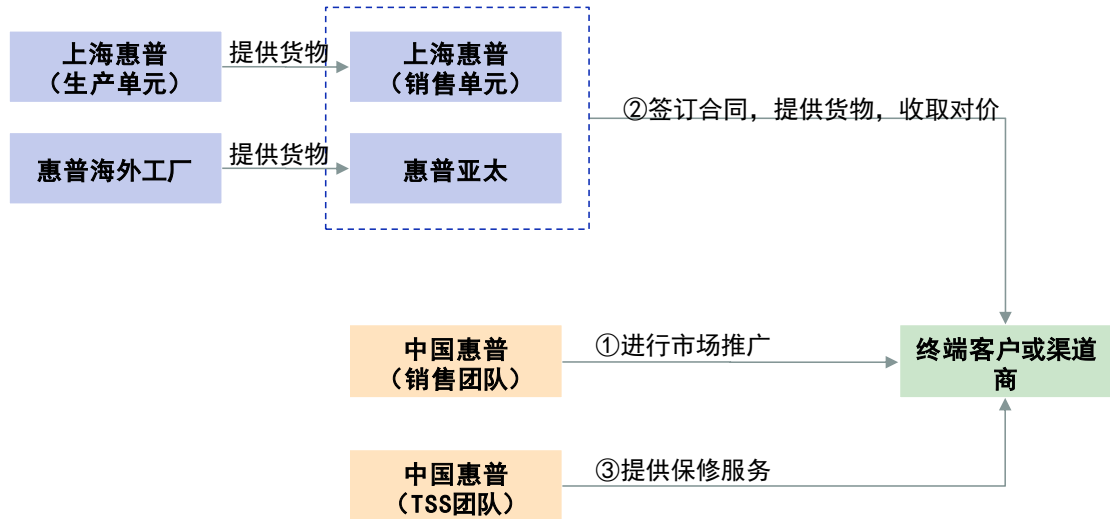 上海惠普
（生产单元）
提供货物
上海惠普
（销售单元）
②签订合同，提供货物，收取对价
惠普海外工厂
提供货物
惠普亚太
中国惠普
（销售团队）
①进行市场推广
终端客户或渠道
商
中国惠普
（TSS团队）
③提供保修服务